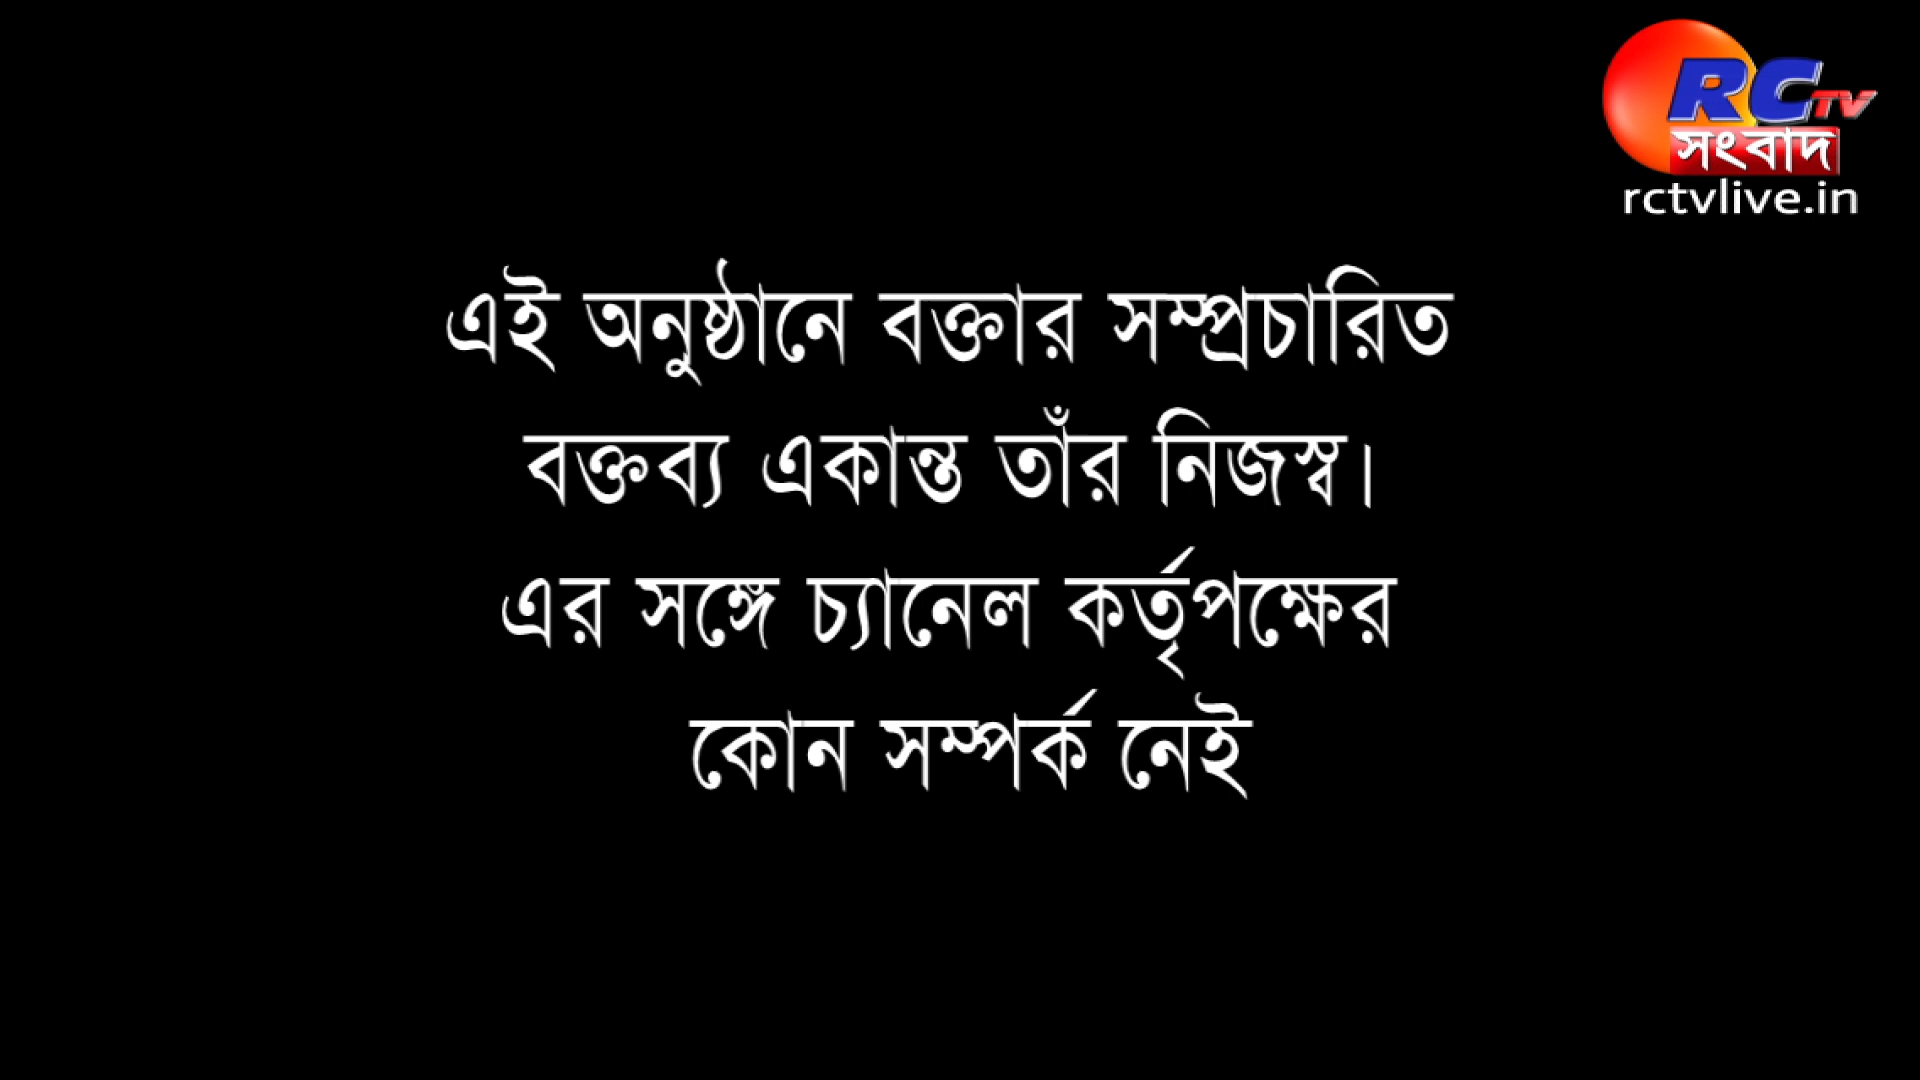 RCTV
সংবাদ
rctvlive.in
এই অনুষ্ঠানে বক্তার সম্প্রচারিত
বক্তব্য একান্ত তাঁর নিজস্ব।
এর সঙ্গে চ্যানেল কর্তৃপক্ষের
কোন সম্পর্ক নেই